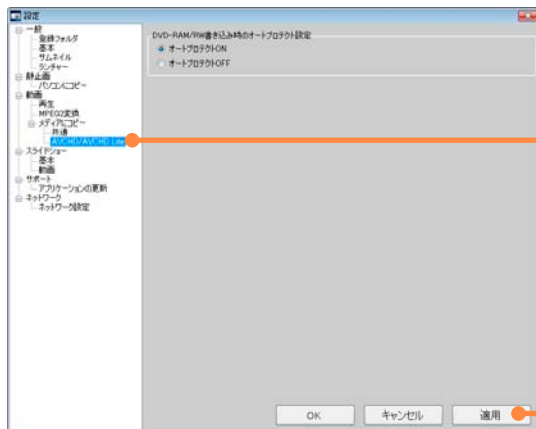 設定
一般
登録フォルダ
基本
サムネイル
ランチャー
静止画
パソコンにコピー
動画
再生
MPEG2変換
メディアにコピー
共通
AVCHD/AVCHD Lite
スライドショー
基本
動画
サポート
アプリケーションの更新
ネットワーク
ネットワーク設定
DVD-RAM/RW書き込み時のオートプロテクト設定
オートプロテクトON
オートプロテクトOFF
OK
キャンセル
適用